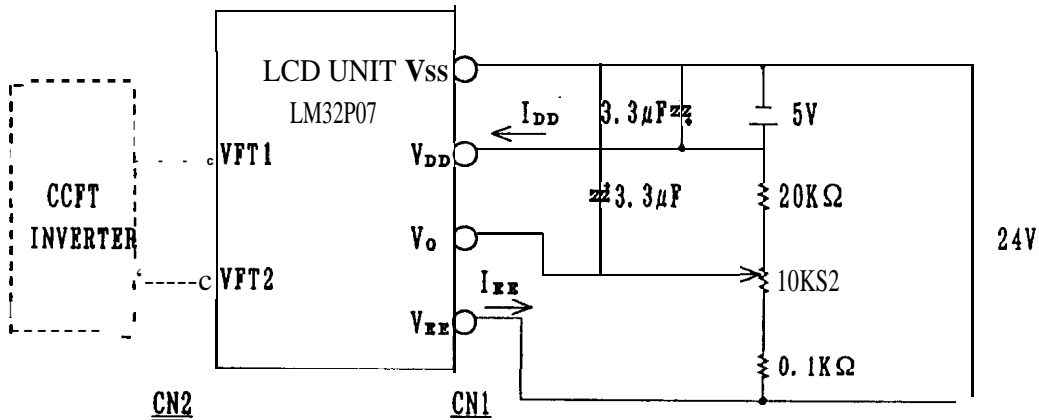 LCD UNIT VSS
LM32P07
IDD
3.3μF
5V
VFT1
VDD
CCFT
INVERTER
3.3μF
20KΩ
VO
24V
VFT2
10KS2
IEE
VEE
0.1KΩ
CN2
CN1